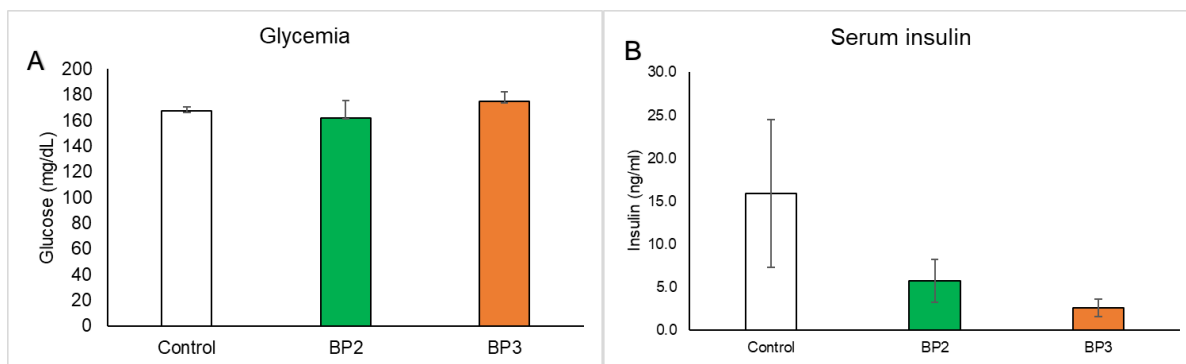 A
Glycemia
Glucose (mg/dL)
200
180
160
140
120
100
80
60
40
20
0
Control BP2 BP3
B
Serum insulin
Insulin (ng/ml)
30.0
25.0
20.0
15.0
10.0
5.0
0.0
Control BP2 BP3